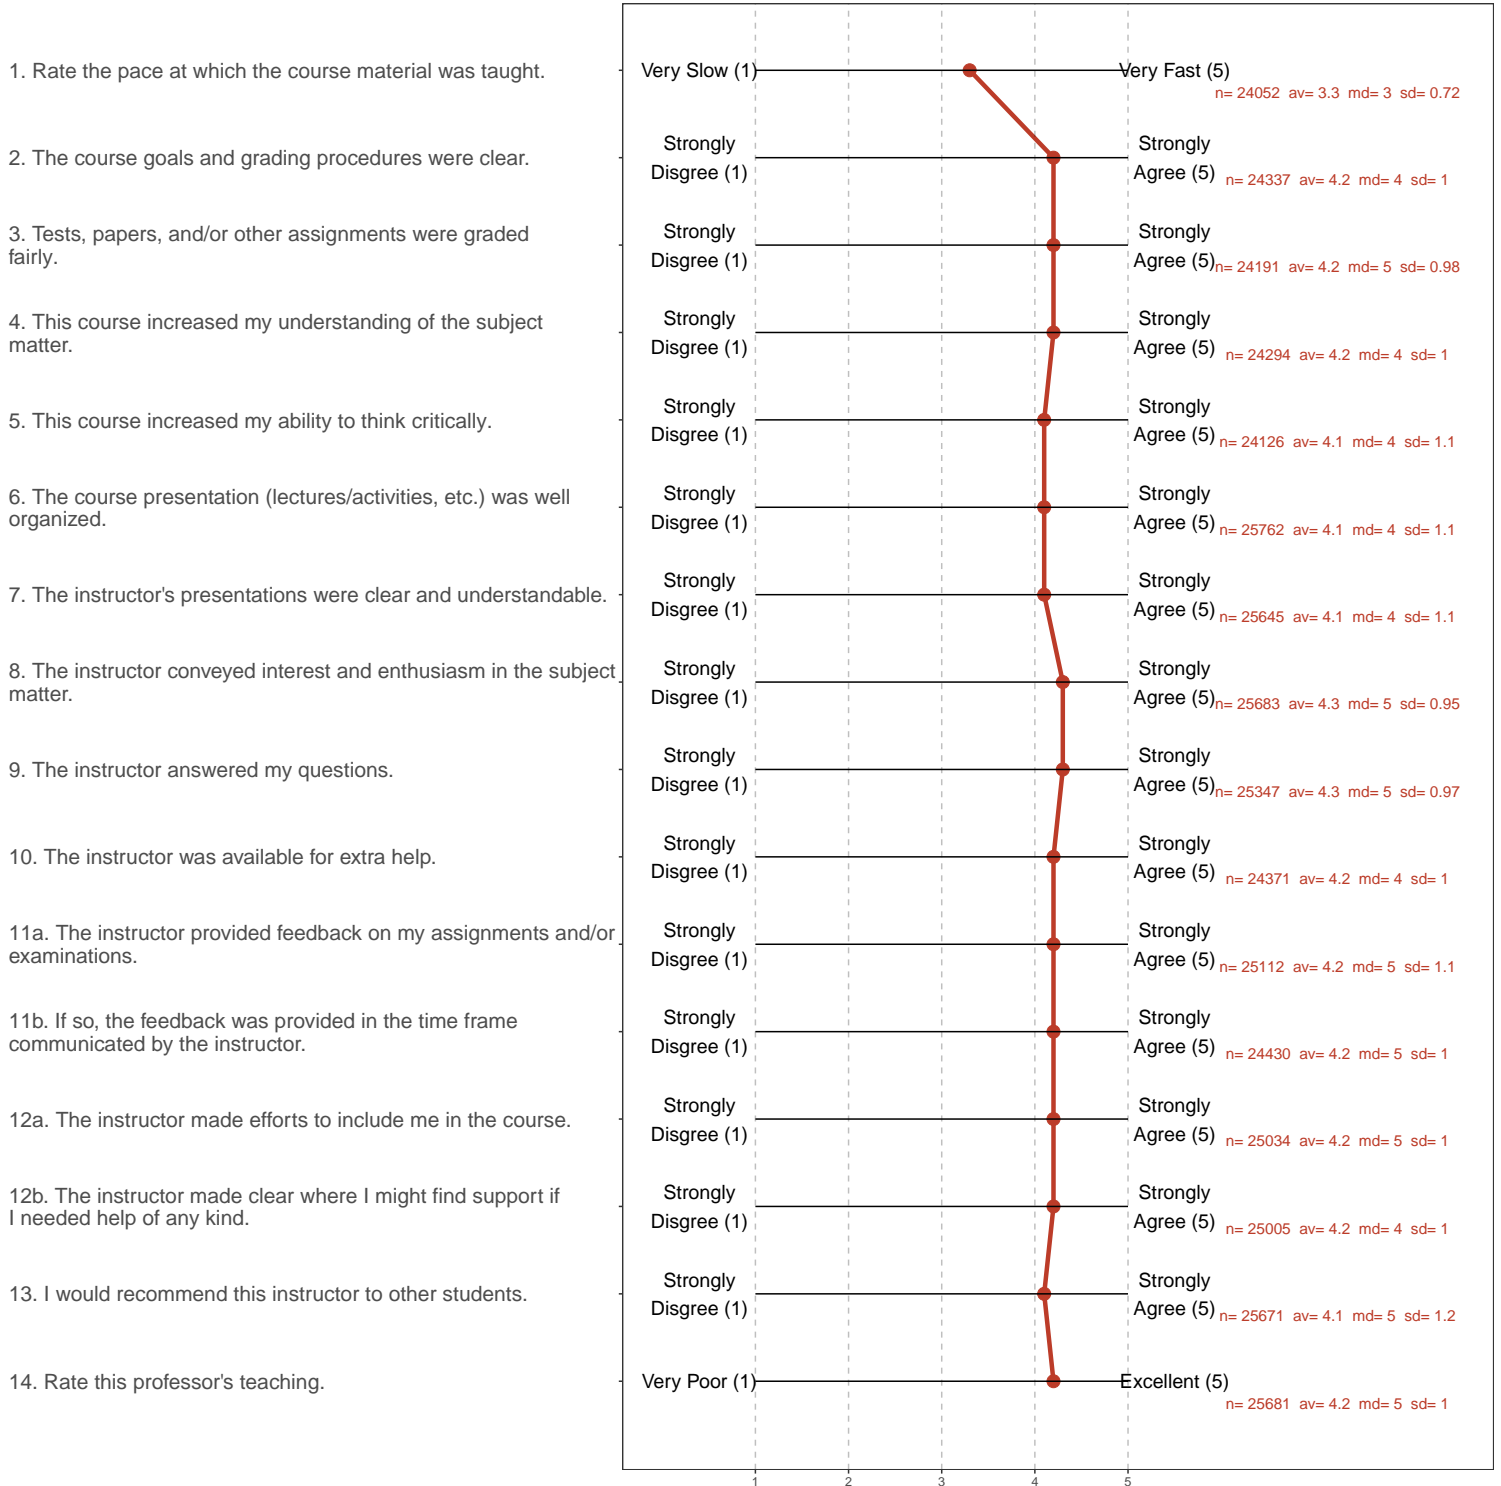 1. Rate the pace at which the course material was taught.
Very Slow (1)
Very Fast (5)
n= 24052 av= 3.3 md= 3 sd= 0.72
2. The course goals and grading procedures were clear.
Strongly
Disgree (1)
Strongly
Agree (5)
n= 24337 av= 4.2 md= 4 sd= 1
3. Tests, papers, and/or other assignments were graded
fairly.
Strongly
Disgree (1)
Strongly
Agree (5)
n= 24191 av= 4.2 md= 5 sd= 0.98
4. This course increased my understanding of the subject
matter.
Strongly
Disgree (1)
Strongly
Agree (5)
n= 24294 av= 4.2 md= 4 sd= 1
5. This course increased my ability to think critically.
Strongly
Disgree (1)
Strongly
Agree (5)
n= 24126 av= 4.1 md= 4 sd= 1.1
6. The course presentation (lectures/activities, etc.) was well
organized.
Strongly
Disgree (1)
Strongly
Agree (5)
n= 25762 av= 4.1 md= 4 sd= 1.1
7. The instructor's presentations were clear and understandable.
Strongly
Disgree (1)
Strongly
Agree (5)
n= 25645 av= 4.1 md= 4 sd= 1.1
8. The instructor conveyed interest and enthusiasm in the subject
matter.
Strongly
Disgree (1)
Strongly
Agree (5)
n= 25683 av= 4.3 md= 5 sd= 0.95
9. The instructor answered my questions.
Strongly
Disgree (1)
Strongly
Agree (5)
n= 25347 av= 4.3 md= 5 sd= 0.97
10. The instructor was available for extra help.
Strongly
Disgree (1)
Strongly
Agree (5)
n= 24371 av= 4.2 md= 4 sd= 1
11a. The instructor provided feedback on my assignments and/or
examinations.
Strongly
Disgree (1)
Strongly
Agree (5)
n= 25112 av= 4.2 md= 5 sd= 1.1
11b. If so, the feedback was provided in the time frame
communicated by the instructor.
Strongly
Disgree (1)
Strongly
Agree (5)
n= 24430 av= 4.2 md= 5 sd= 1
12a. The instructor made efforts to include me in the course.
Strongly
Disgree (1)
Strongly
Agree (5)
n= 25034 av= 4.2 md= 5 sd= 1
12b. The instructor made clear where I might find support if
I needed help of any kind.
Strongly
Disgree (1)
Strongly
Agree (5)
n= 25005 av= 4.2 md= 4 sd= 1
13. I would recommend this instructor to other students.
Strongly
Disgree (1)
Strongly
Agree (5)
n= 25671 av= 4.1 md= 5 sd= 1.2
14. Rate this professor's teaching.
Very Poor (1)
Excellent (5)
n= 25681 av= 4.2 md= 5 sd= 1
1 2 3 4 5